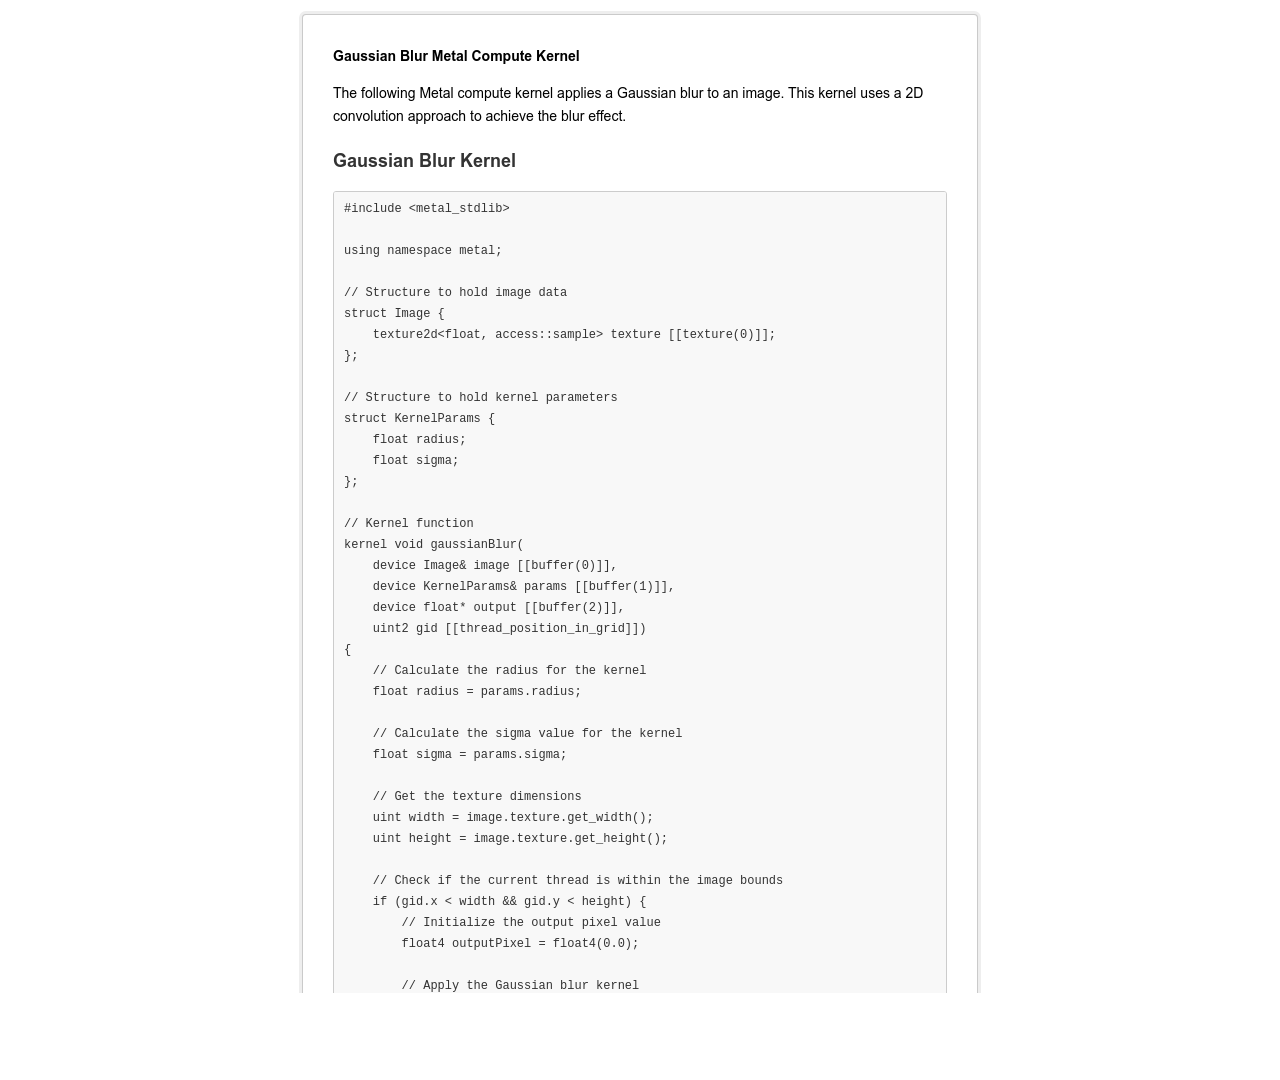 Gaussian Blur Metal Compute Kernel
The following Metal compute kernel applies a Gaussian blur to an image. This kernel uses a 2D
convolution approach to achieve the blur effect.
Gaussian Blur Kernel
#include <metal_stdlib>

using namespace metal;

// Structure to hold image data
struct Image {
    texture2d<float, access::sample> texture [[texture(0)]];
};

// Structure to hold kernel parameters
struct KernelParams {
    float radius;
    float sigma;
};

// Kernel function
kernel void gaussianBlur(
    device Image& image [[buffer(0)]],
    device KernelParams& params [[buffer(1)]],
    device float* output [[buffer(2)]],
    uint2 gid [[thread_position_in_grid]])
{
    // Calculate the radius for the kernel
    float radius = params.radius;

    // Calculate the sigma value for the kernel
    float sigma = params.sigma;

    // Get the texture dimensions
    uint width = image.texture.get_width();
    uint height = image.texture.get_height();

    // Check if the current thread is within the image bounds
    if (gid.x < width && gid.y < height) {
        // Initialize the output pixel value
        float4 outputPixel = float4(0.0);

        // Apply the Gaussian blur kernel